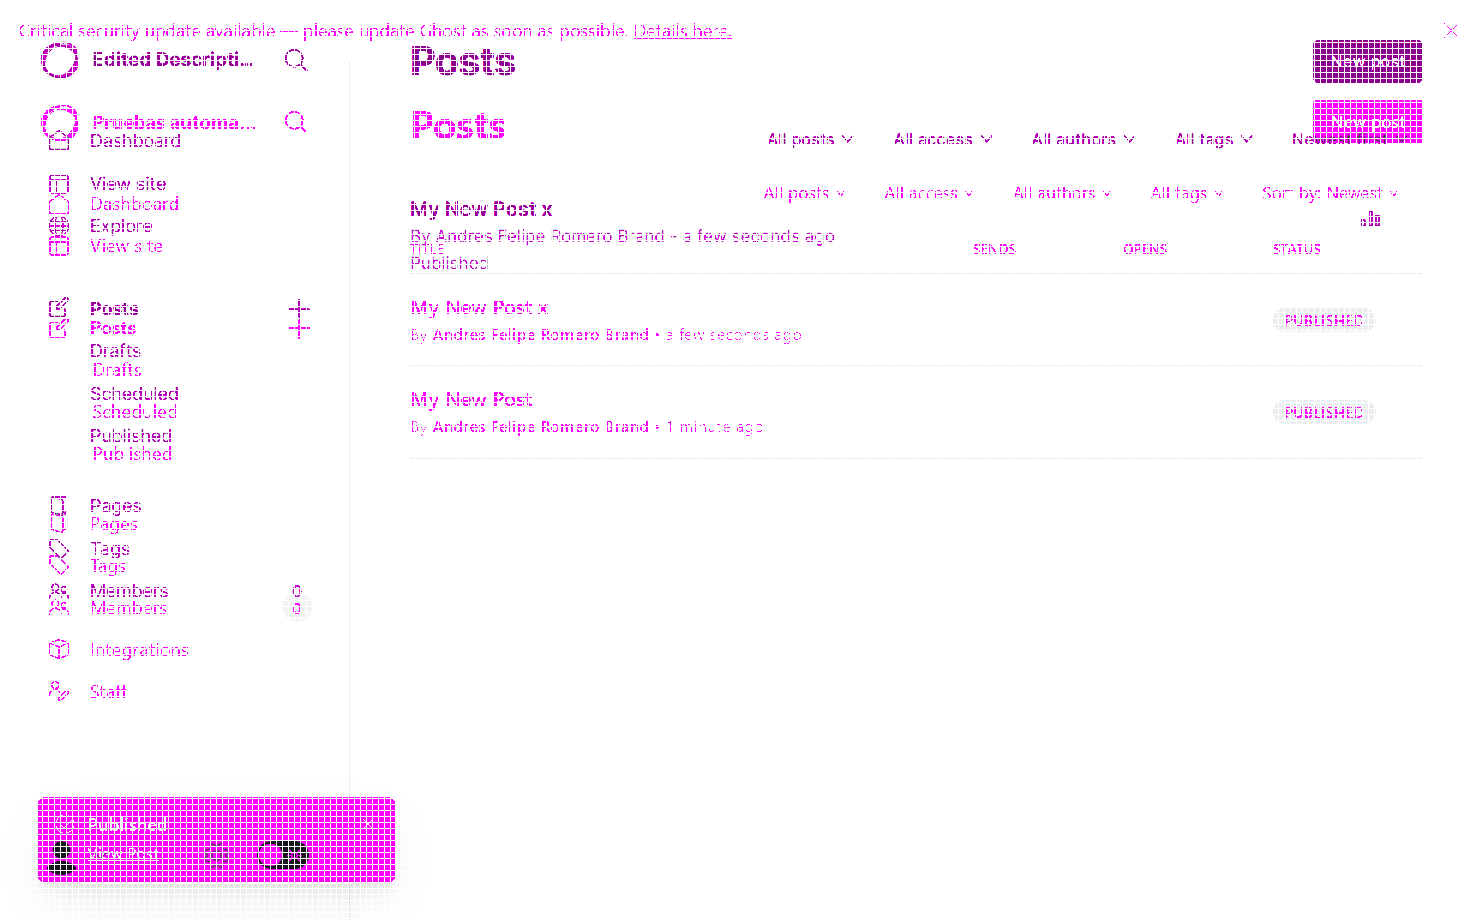 Critical security update available — please update Ghost as soon as possible. Details here.
Edited Descripti...
Posts
New post
Pruebas automa...
Posts
New post
Dashboard
All posts
All access
All authors
All tags
View site
Dashboard
All posts
All access
All authors
All tags
Sort by: Newest
My New Post x
Explore
View site
By Andres Felipe Romero Brand - a few seconds ago
TITLE
SENDS
OPENS
STATUS
Published
Posts
My New Post x
Posts
PUBLISHED
By Andres Felipe Romero Brand • a few seconds ago
Drafts
Drafts
Scheduled
My New Post
Scheduled
PUBLISHED
By Andres Felipe Romero Brand • 1 minute ago
Published
Published
Pages
Pages
Tags
Tags
Members 0
Members 0
Integrations
Staff
Published
View Post